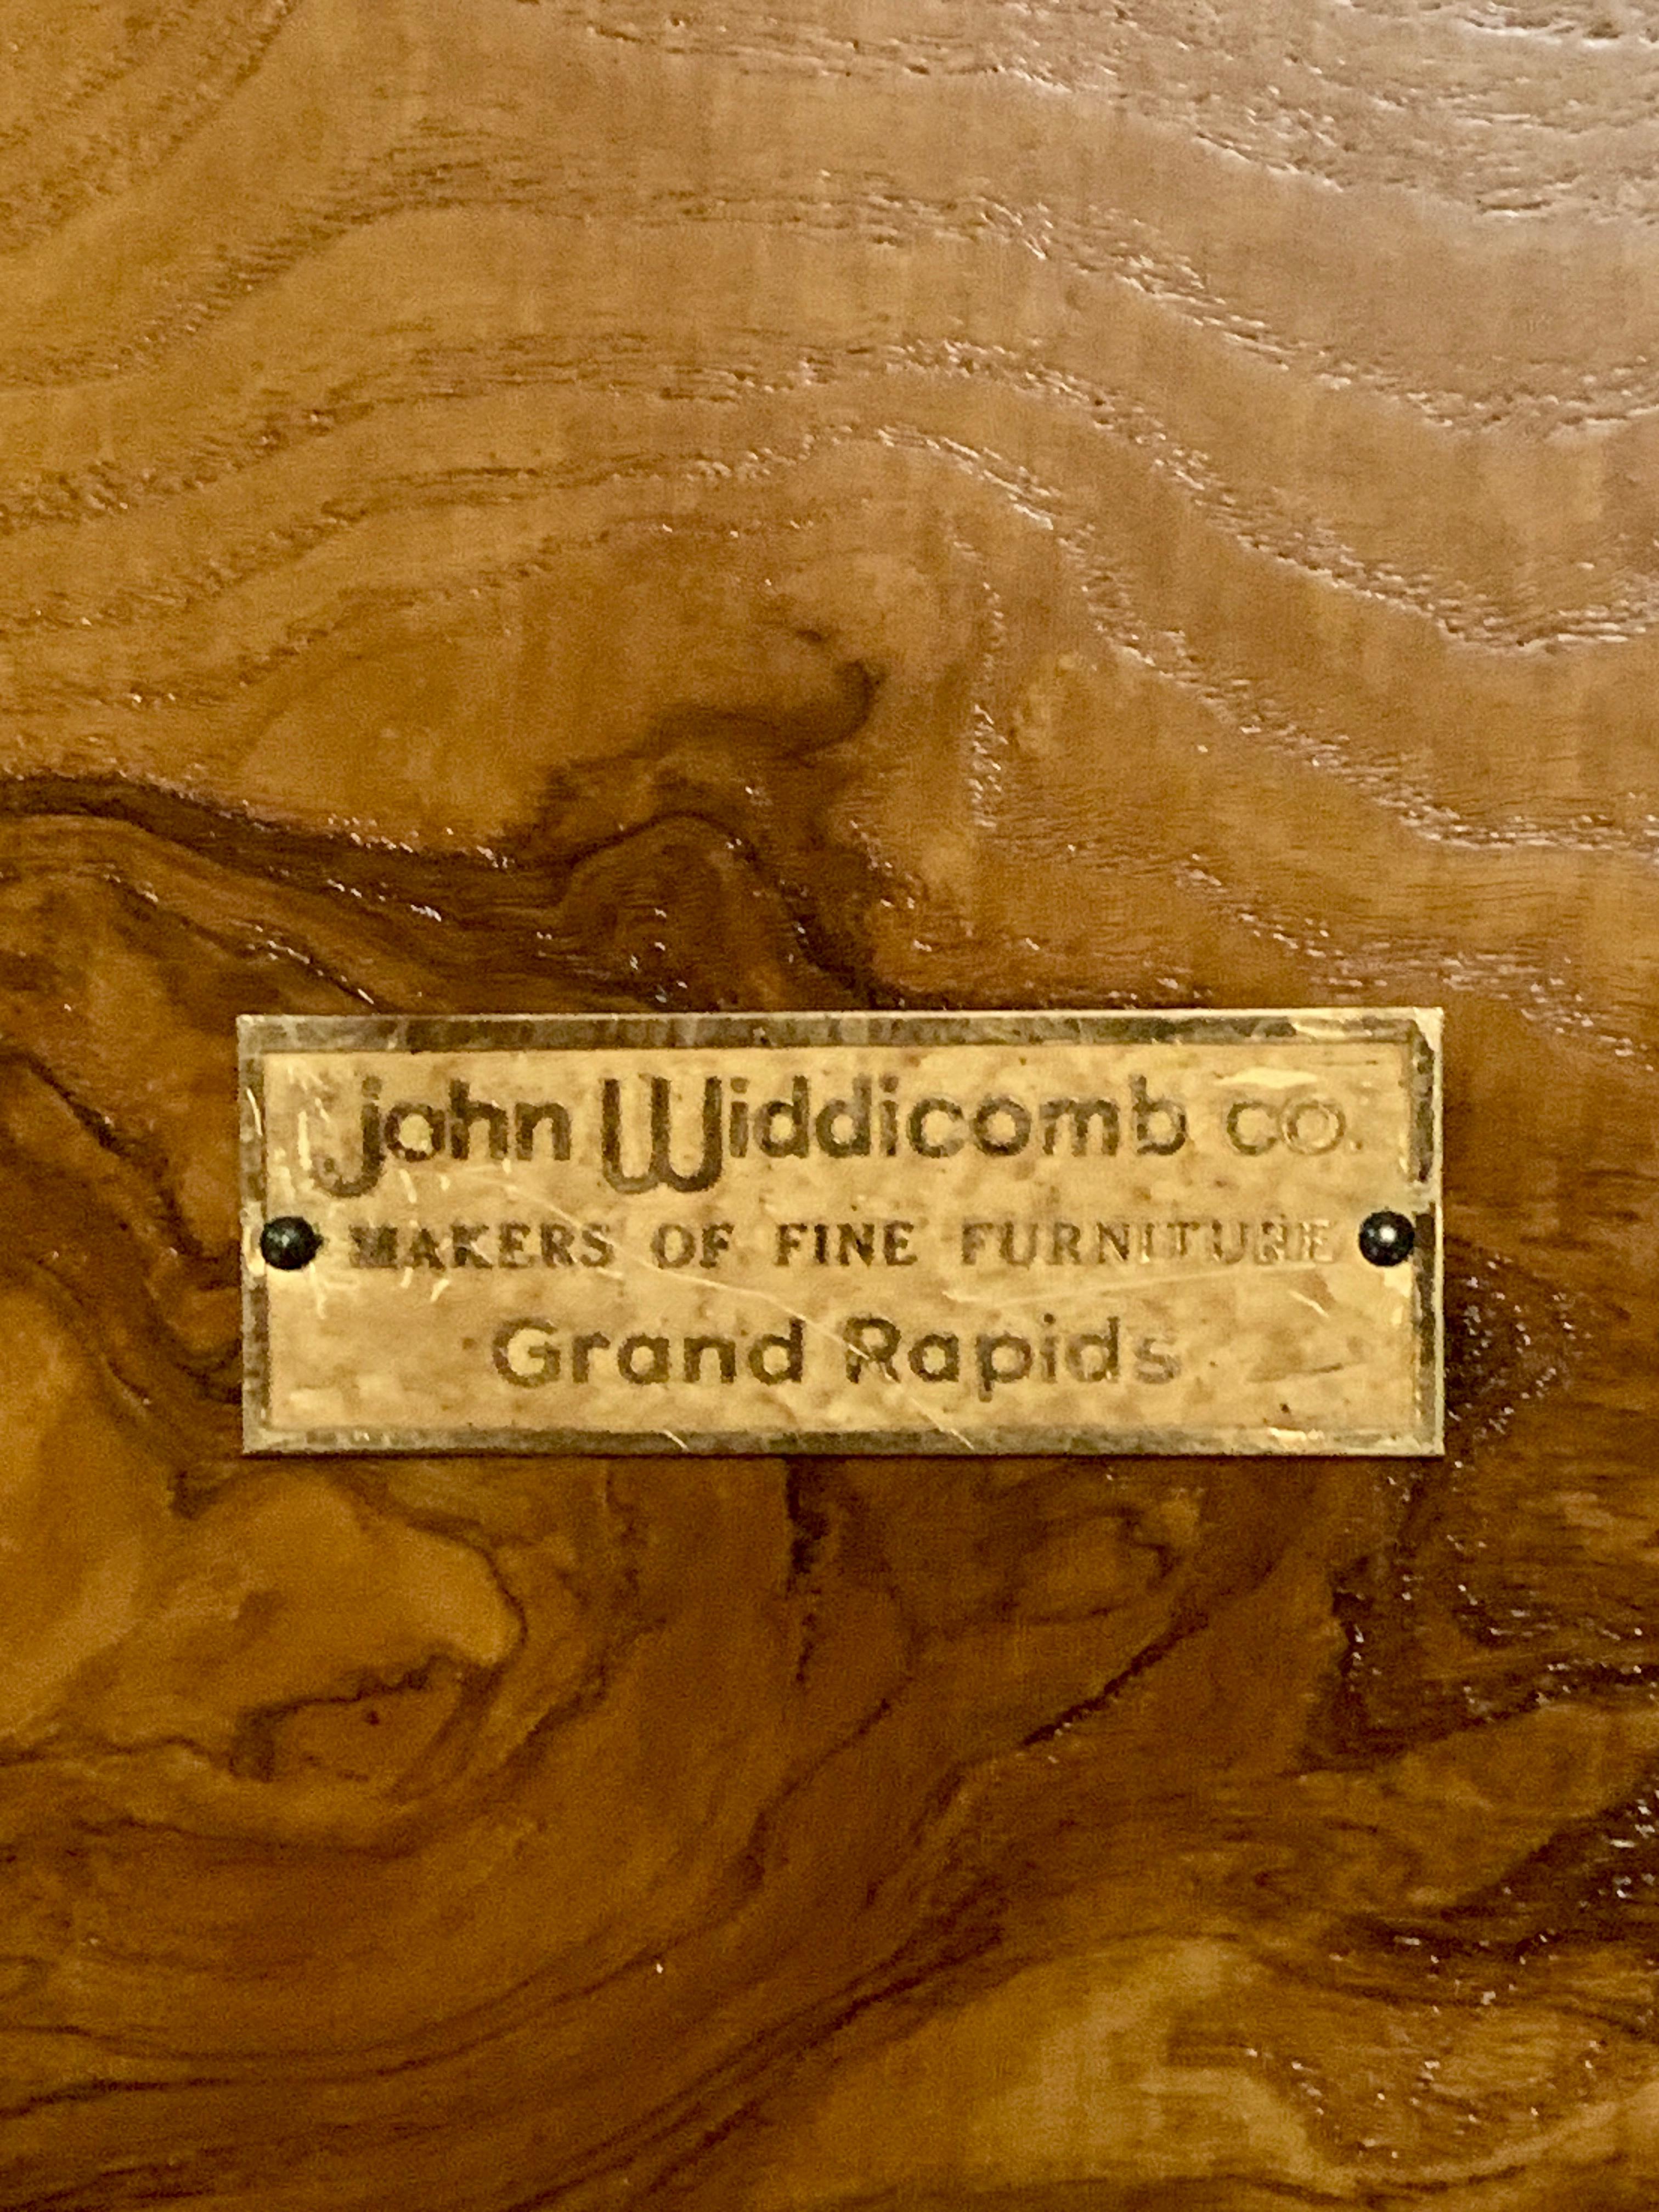 john Widdicomb co.
MAKERS OF FINE FURNITURE
Grand Rapids